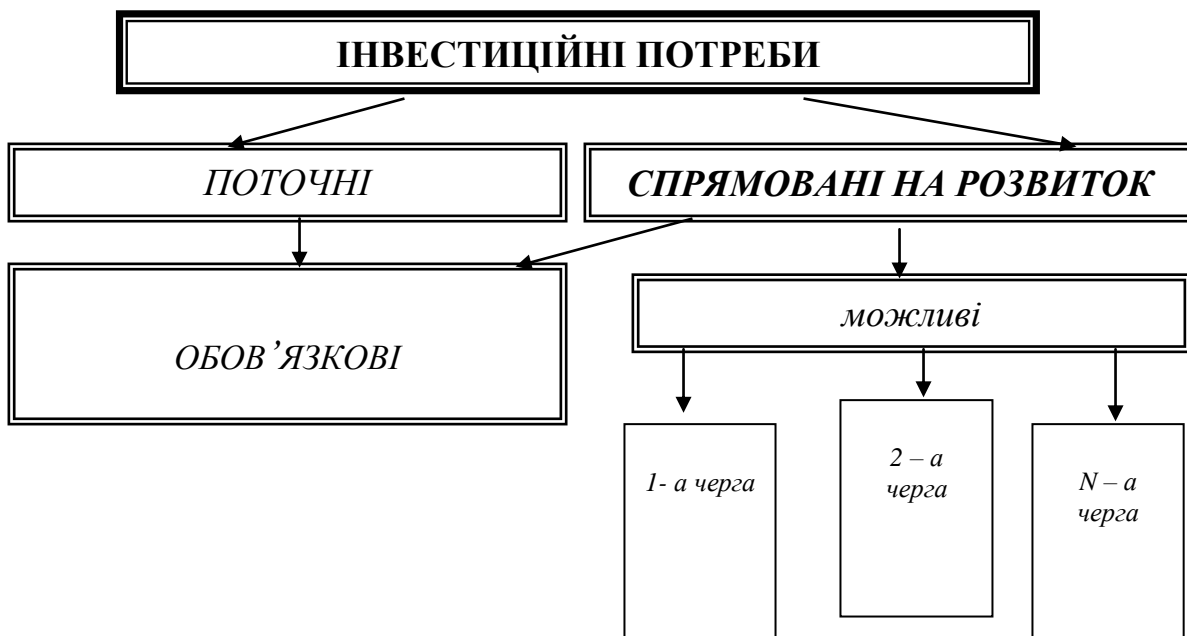 ІНВЕСТИЦІЙНІ ПОТРЕБИ
ПОТОЧНІ
СПРЯМОВАНІ НА РОЗВИТОК
ОБОВ’ЯЗКОВІ
можливі
1- а черга
2 – а
черга
N – а
черга